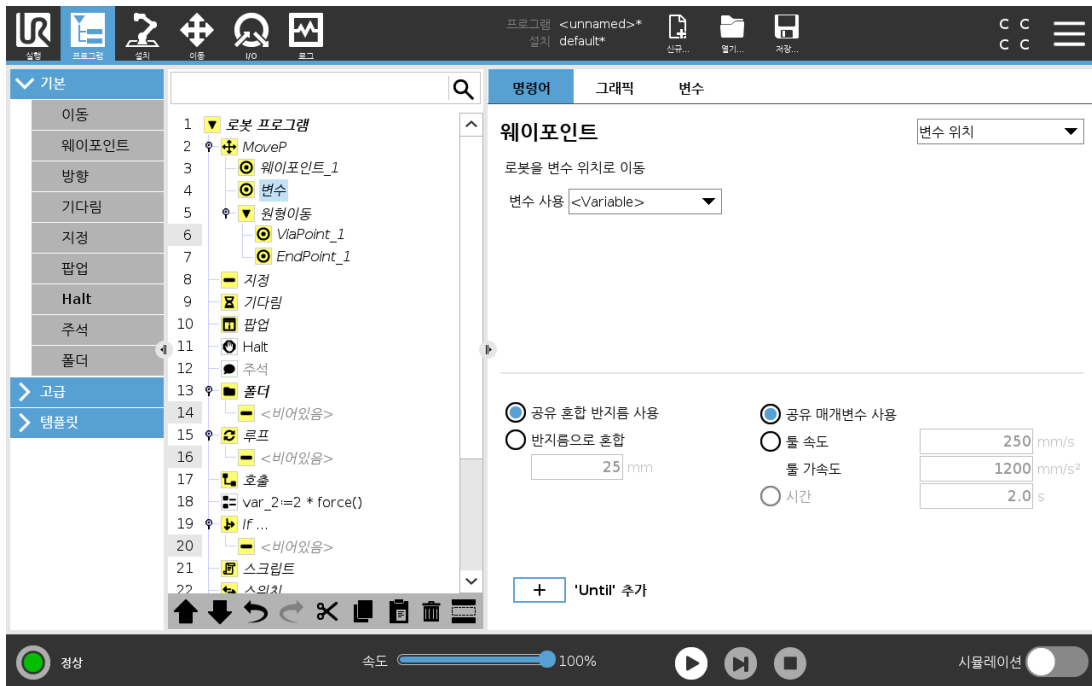 UR
실행
프로그램
설치
이동
I/O
로그
프로그램 <unnamed>*
설치 default*
신규...
열기...
저장...
C C
C C
기본
이동
웨이포인트
방향
기다림
지정
팝업
Halt
주석
폴더
고급
템플릿
1 로봇 프로그램
2 MoveP
3 웨이포인트_1
4 변수
5 원형이동
6 ViaPoint_1
7 EndPoint_1
8 지정
9 기다림
10 팝업
11 Halt
12 주석
13 폴더
14 <비어있음>
15 루프
16 <비어있음>
17 호출
18 var_2:=2 * force()
19 If ...
20 <비어있음>
21 스크립트
22 스위치
명령어 그래픽 변수
웨이포인트
변수 위치
로봇을 변수 위치로 이동
변수 사용 <Variable>
공유 혼합 반지름 사용
반지름으로 혼합
25 mm
공유 매개변수 사용
툴 속도 250 mm/s
툴 가속도 1200 mm/s²
시간 2.0 s
+ 'Until' 추가
정상
속도 100%
시뮬레이션